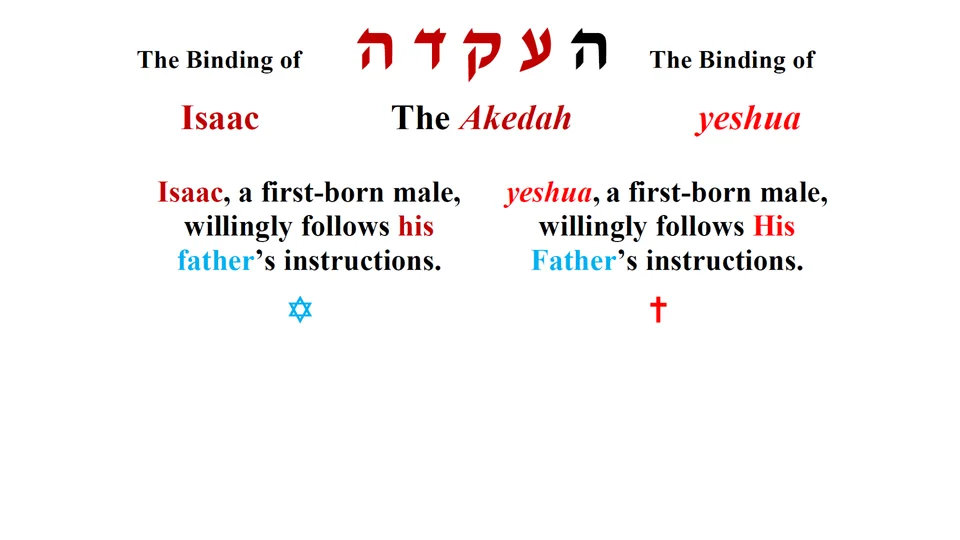 The Binding of העקדה The Binding of
Isaac The Akedah yeshua
Isaac, a first-born male,
willingly follows his
father’s instructions.
✡
yeshua, a first-born male,
willingly follows His
Father’s instructions.
✝